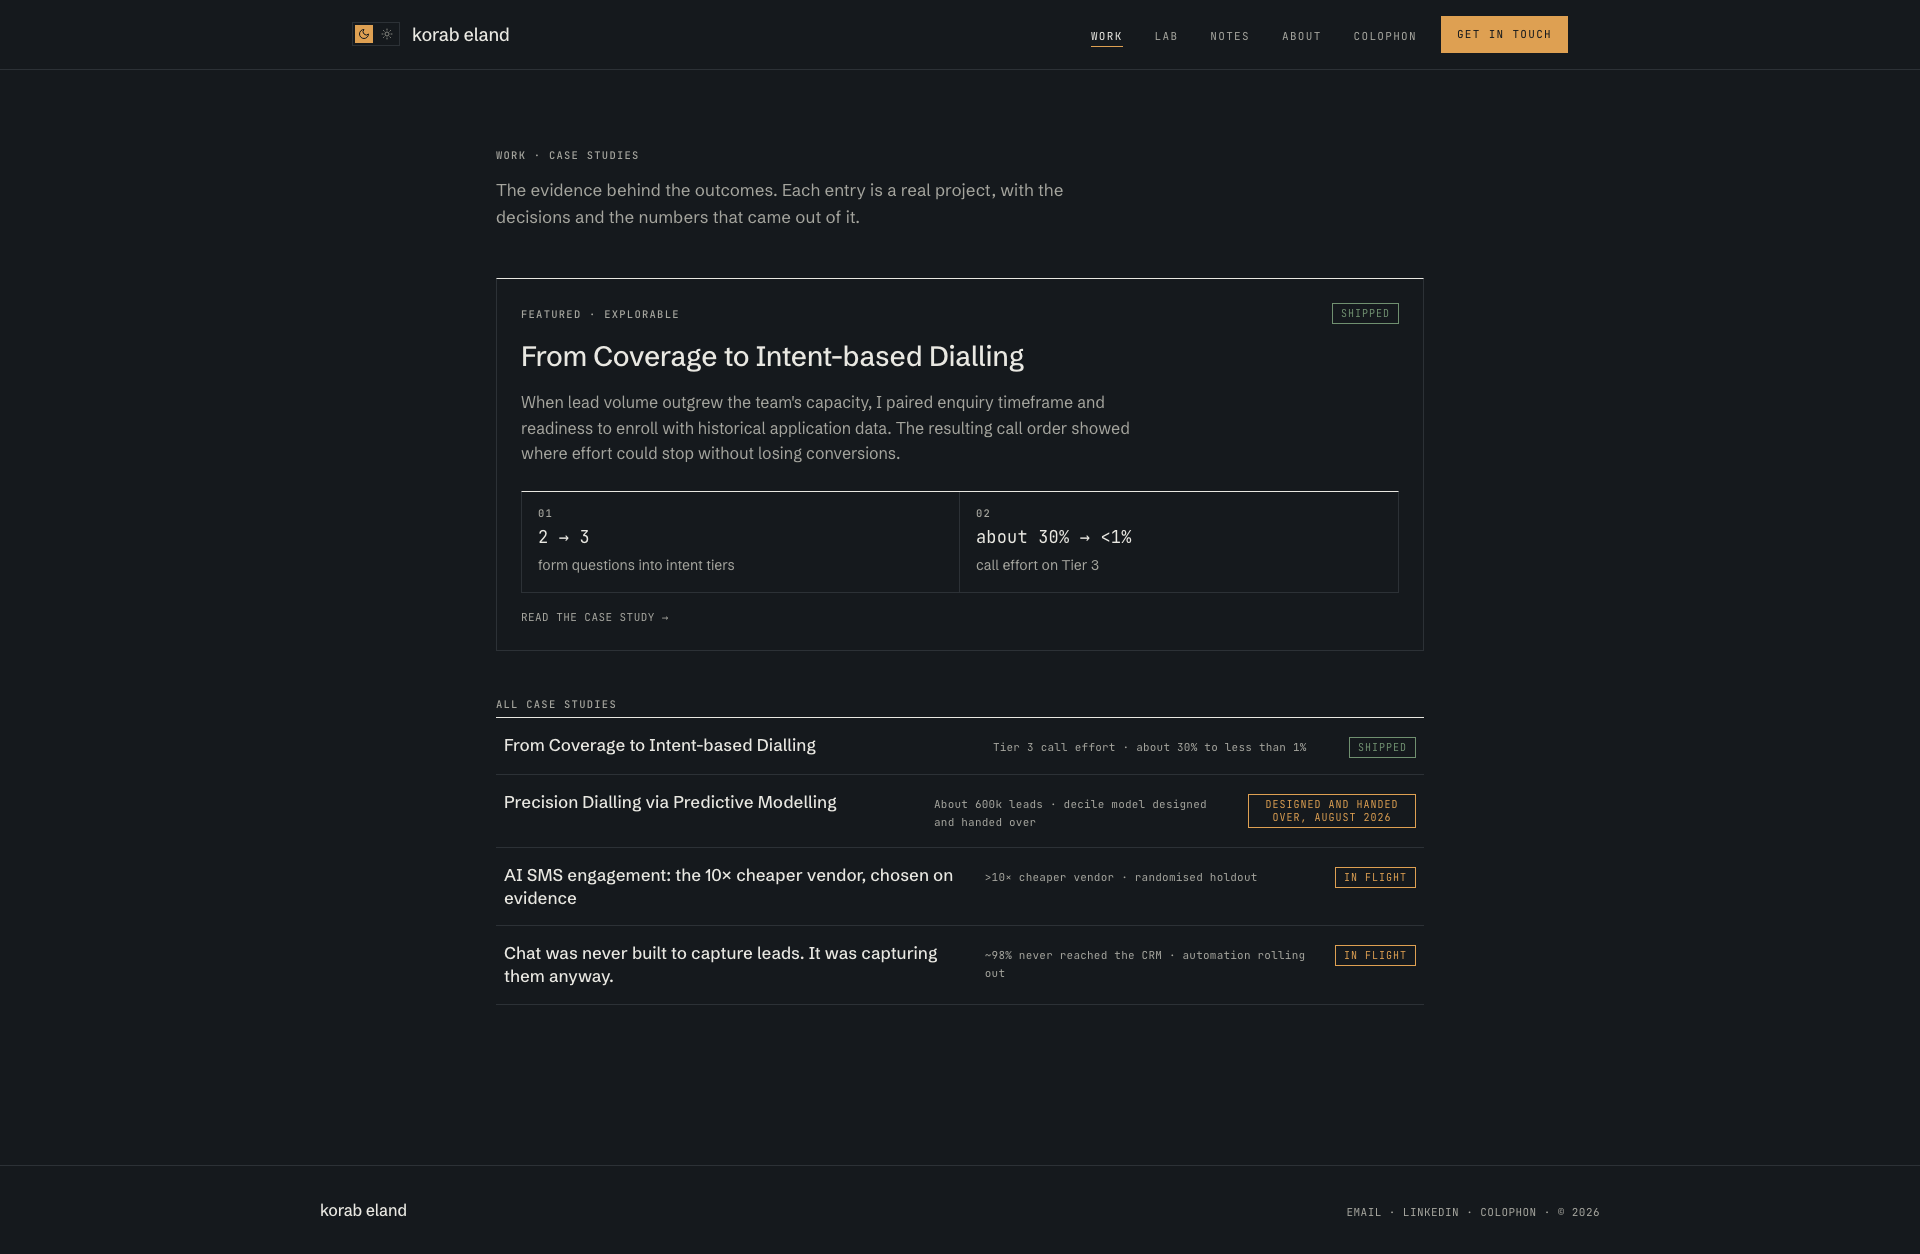 korab eland
WORK
LAB
NOTES
ABOUT
COLOPHON
GET IN TOUCH
WORK · CASE STUDIES
The evidence behind the outcomes. Each entry is a real project, with the
decisions and the numbers that came out of it.
FEATURED · EXPLORABLE
SHIPPED
From Coverage to Intent-based Dialling
When lead volume outgrew the team's capacity, I paired enquiry timeframe and
readiness to enroll with historical application data. The resulting call order showed
where effort could stop without losing conversions.
01
2 → 3
form questions into intent tiers
02
about 30% → <1%
call effort on Tier 3
READ THE CASE STUDY →
ALL CASE STUDIES
From Coverage to Intent-based Dialling
Tier 3 call effort · about 30% to less than 1%
SHIPPED
Precision Dialling via Predictive Modelling
About 600k leads · decile model designed
and handed over
DESIGNED AND HANDED
OVER, AUGUST 2026
AI SMS engagement: the 10× cheaper vendor, chosen on
evidence
>10× cheaper vendor · randomised holdout
IN FLIGHT
Chat was never built to capture leads. It was capturing
them anyway.
~98% never reached the CRM · automation rolling
out
IN FLIGHT
korab eland
EMAIL · LINKEDIN · COLOPHON · © 2026